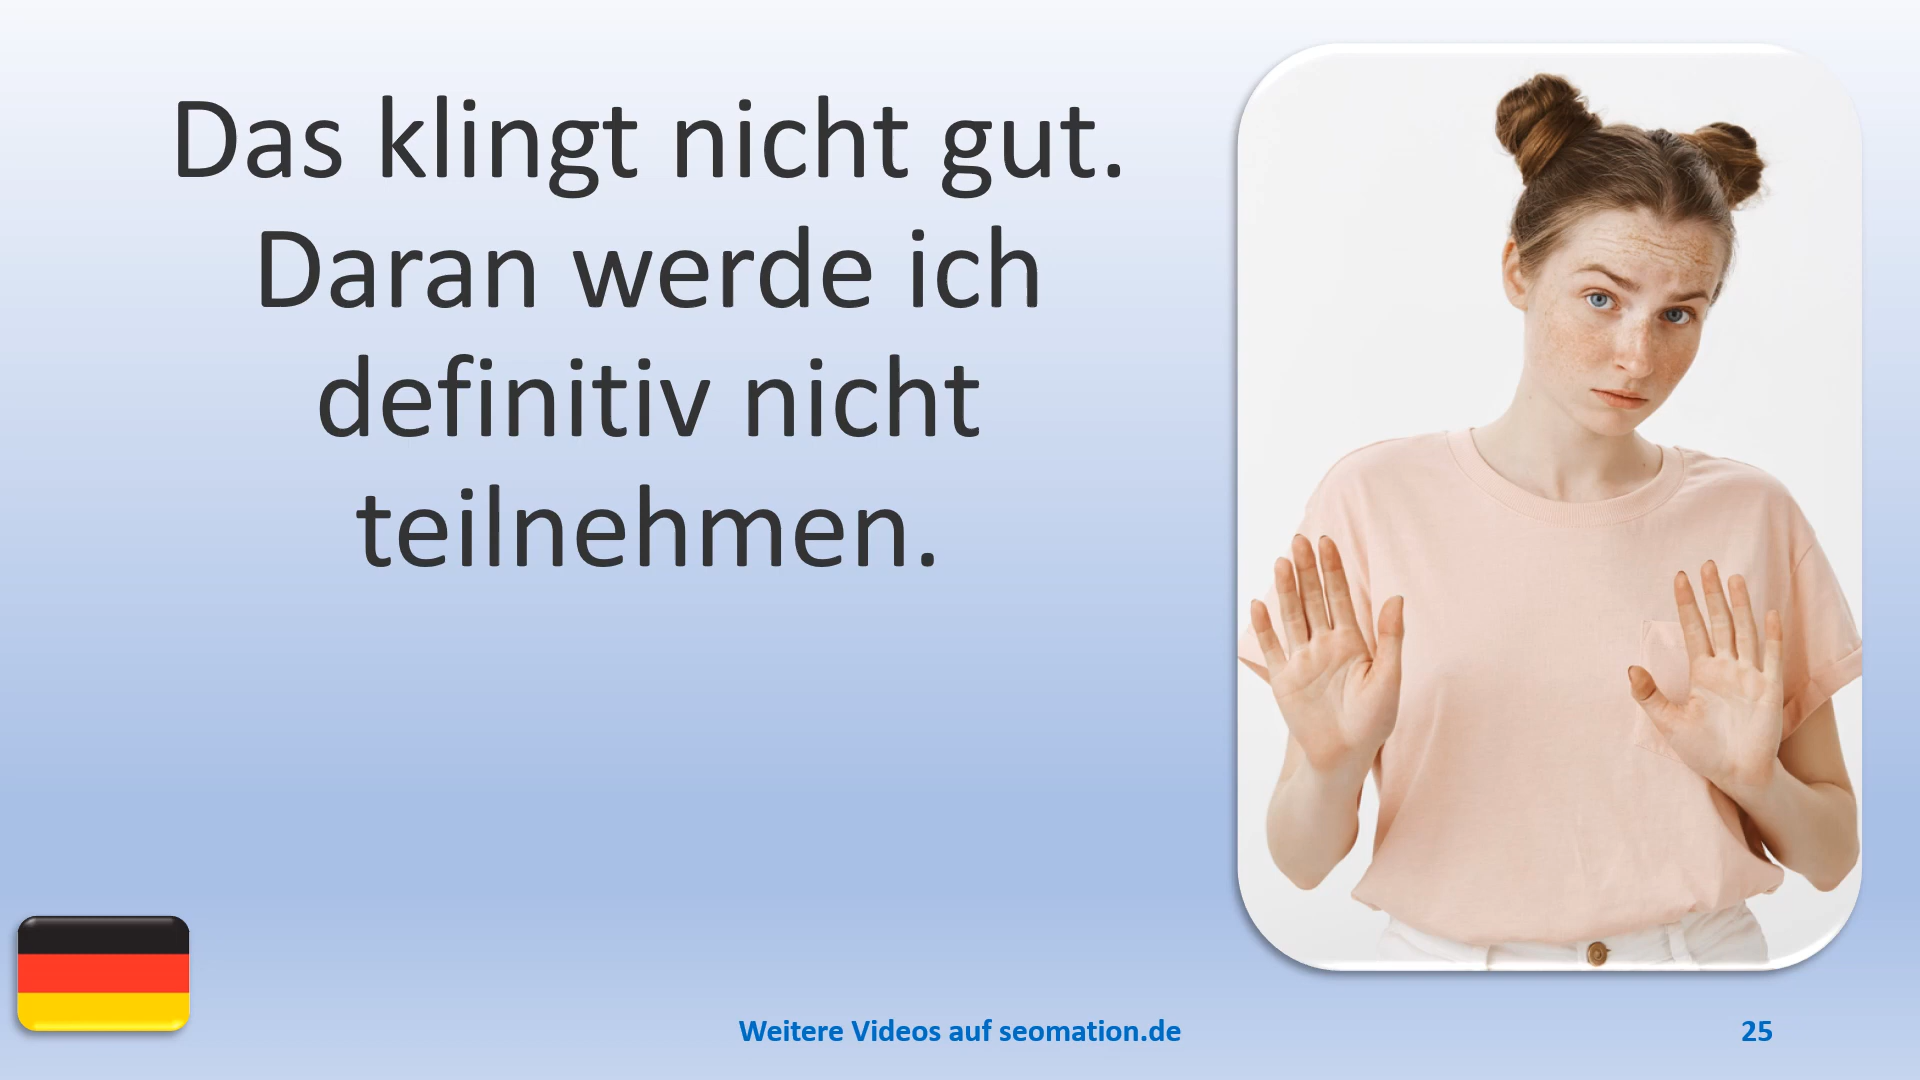 Das klingt nicht gut.
Daran werde ich
definitiv nicht
teilnehmen.
Weitere Videos auf seomation.de
25